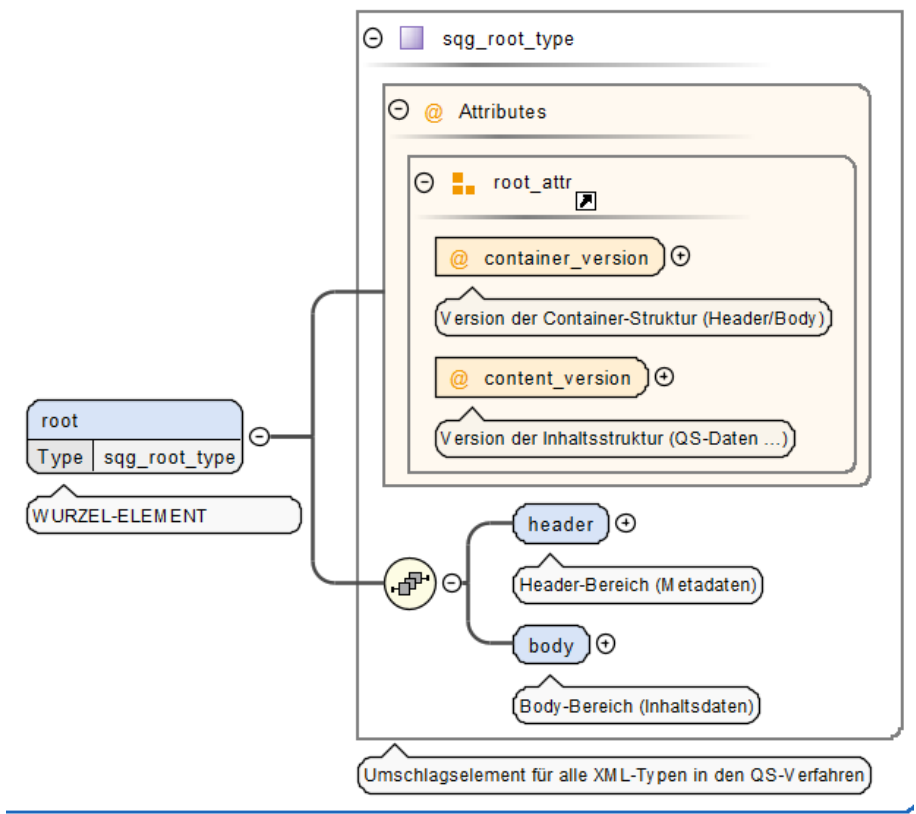 sqg_root_type
@ Attributes
root_attr
@ container_version
Version der Container-Struktur (Header/Body)
@ content_version
Version der Inhaltsstruktur (QS-Daten ...)
root
Type sqg_root_type
WURZEL-ELEMENT
header
Header-Bereich (Metadaten)
body
Body-Bereich (Inhaltsdaten)
Umschlagselement für alle XML-Typen in den QS-Verfahren